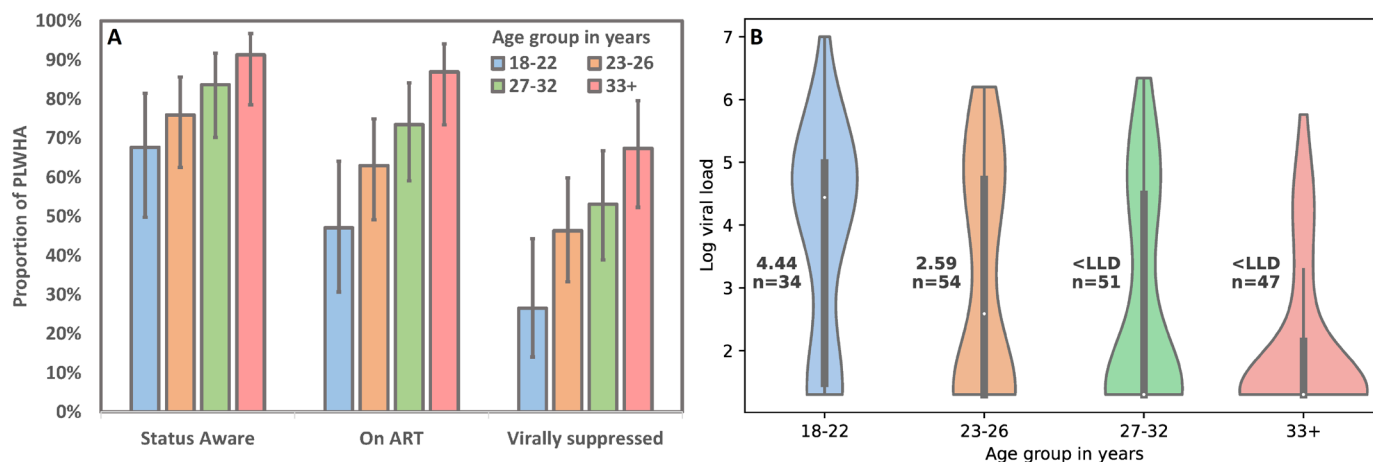 A
Age group in years
18-22
23-26
27-32
33+
100%
90%
80%
70%
60%
50%
40%
30%
20%
10%
0%
Proportion of PLWHA
Status Aware
On ART
Virally suppressed
B
7
6
5
4
3
2
Log viral load
4.44
n=34
2.59
n=54
<LLD
n=51
<LLD
n=47
18-22
23-26
27-32
33+
Age group in years